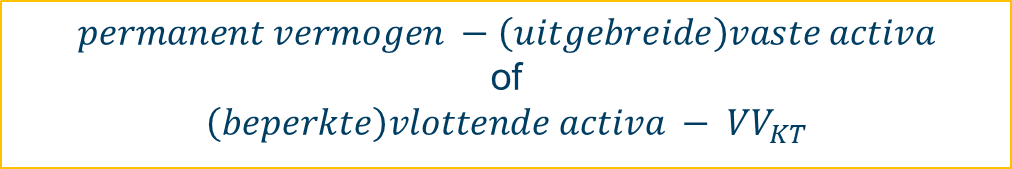 permanent vermogen − (uitgebreide)vaste activa
of
(beperkte)vlottende activa − VV_KT